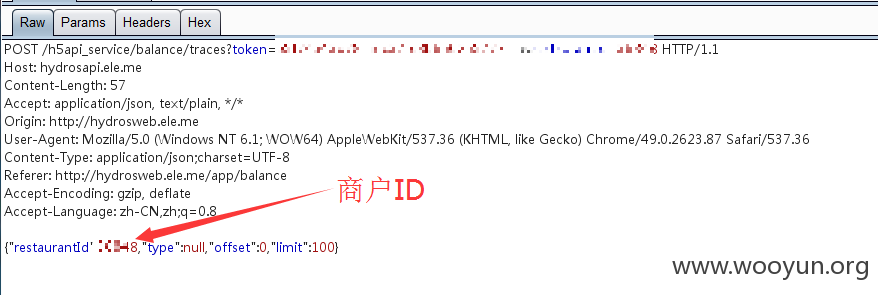 Raw Params Headers Hex
POST /h5api_service/balance/traces?token= HTTP/1.1
Host: hydrosapi.ele.me
Content-Length: 57
Accept: application/json, text/plain, */*
Origin: http://hydrosweb.ele.me
User-Agent: Mozilla/5.0 (Windows NT 6.1; WOW64) AppleWebKit/537.36 (KHTML, like Gecko) Chrome/49.0.2623.87 Safari/537.36
Content-Type: application/json;charset=UTF-8
Referer: http://hydrosweb.ele.me/app/balance
Accept-Encoding: gzip, deflate
商户ID
Accept-Language: zh-CN,zh;q=0.8
{"restaurantId" 48,"type":null,"offset":0,"limit":100}
www.wooyun.org